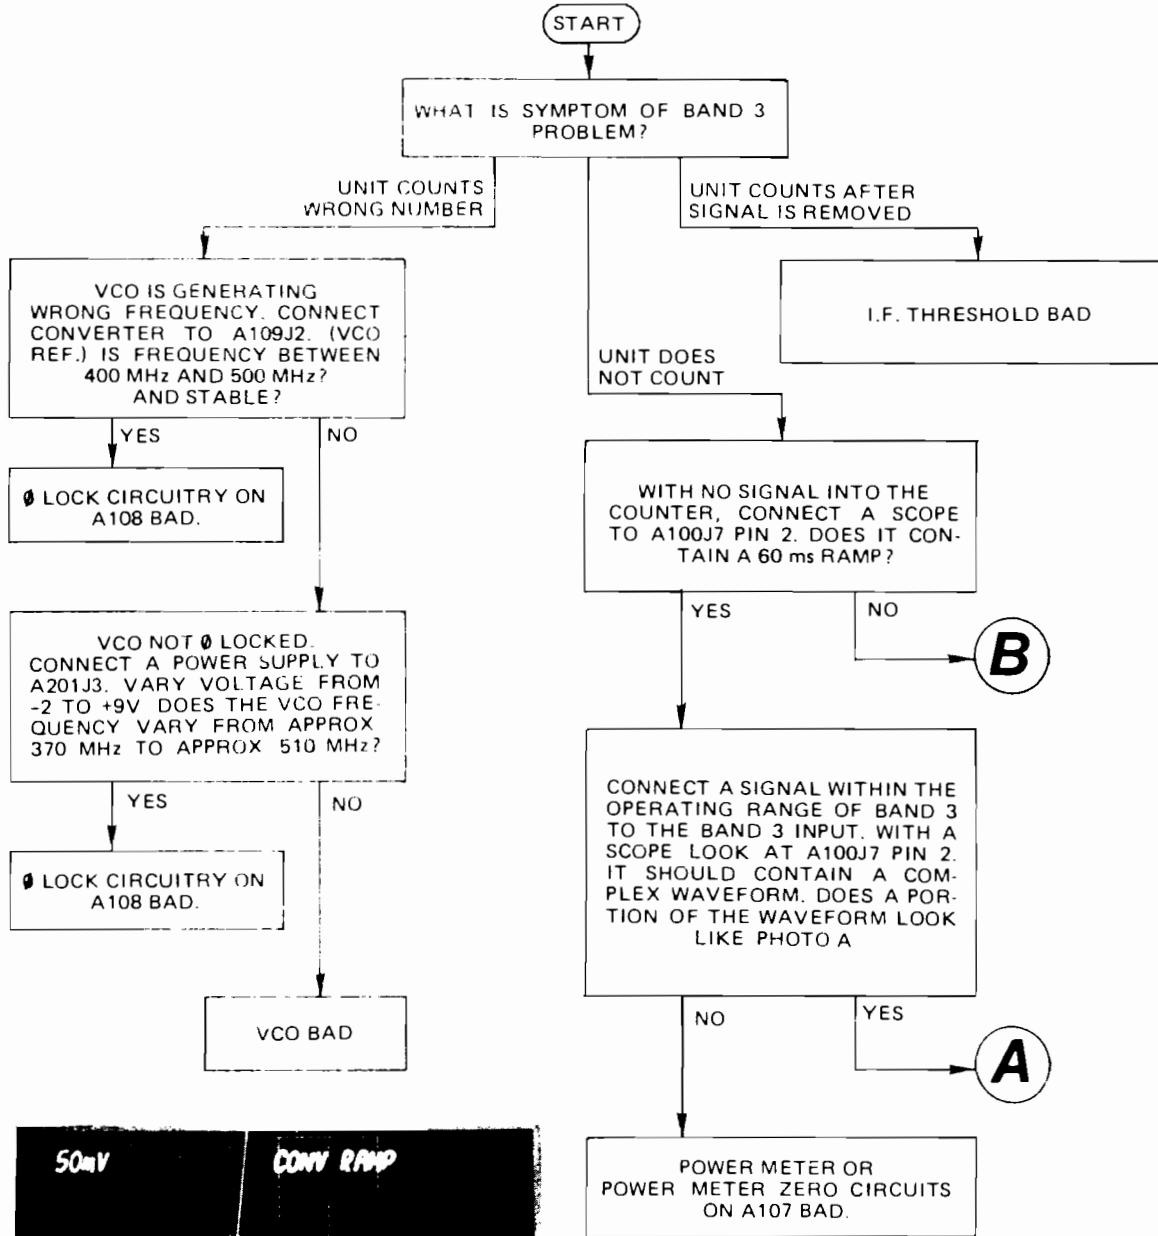 START
WHAT IS SYMPTOM OF BAND 3
PROBLEM?
UNIT COUNTS
WRONG NUMBER
UNIT COUNTS AFTER
SIGNAL IS REMOVED
VCO IS GENERATING
WRONG FREQUENCY. CONNECT
CONVERTER TO A109J2. (VCO
REF.) IS FREQUENCY BETWEEN
400 MHz AND 500 MHz?
AND STABLE?
I.F. THRESHOLD BAD
UNIT DOES
NOT COUNT
YES
NO
Ø LOCK CIRCUITRY ON
A108 BAD.
WITH NO SIGNAL INTO THE
COUNTER, CONNECT A SCOPE
TO A100J7 PIN 2. DOES IT CON-
TAIN A 60 ms RAMP?
YES
NO
B
VCO NOT Ø LOCKED.
CONNECT A POWER SUPPLY TO
A201J3. VARY VOLTAGE FROM
-2 TO +9V DOES THE VCO FRE-
QUENCY VARY FROM APPROX
370 MHz TO APPROX 510 MHz?
YES
NO
Ø LOCK CIRCUITRY ON
A108 BAD.
CONNECT A SIGNAL WITHIN THE
OPERATING RANGE OF BAND 3
TO THE BAND 3 INPUT. WITH A
SCOPE LOOK AT A100J7 PIN 2.
IT SHOULD CONTAIN A COM-
PLEX WAVEFORM. DOES A POR-
TION OF THE WAVEFORM LOOK
LIKE PHOTO A
VCO BAD
NO
YES
A
POWER METER OR
POWER METER ZERO CIRCUITS
ON A107 BAD.
50mV
CONV RAMP